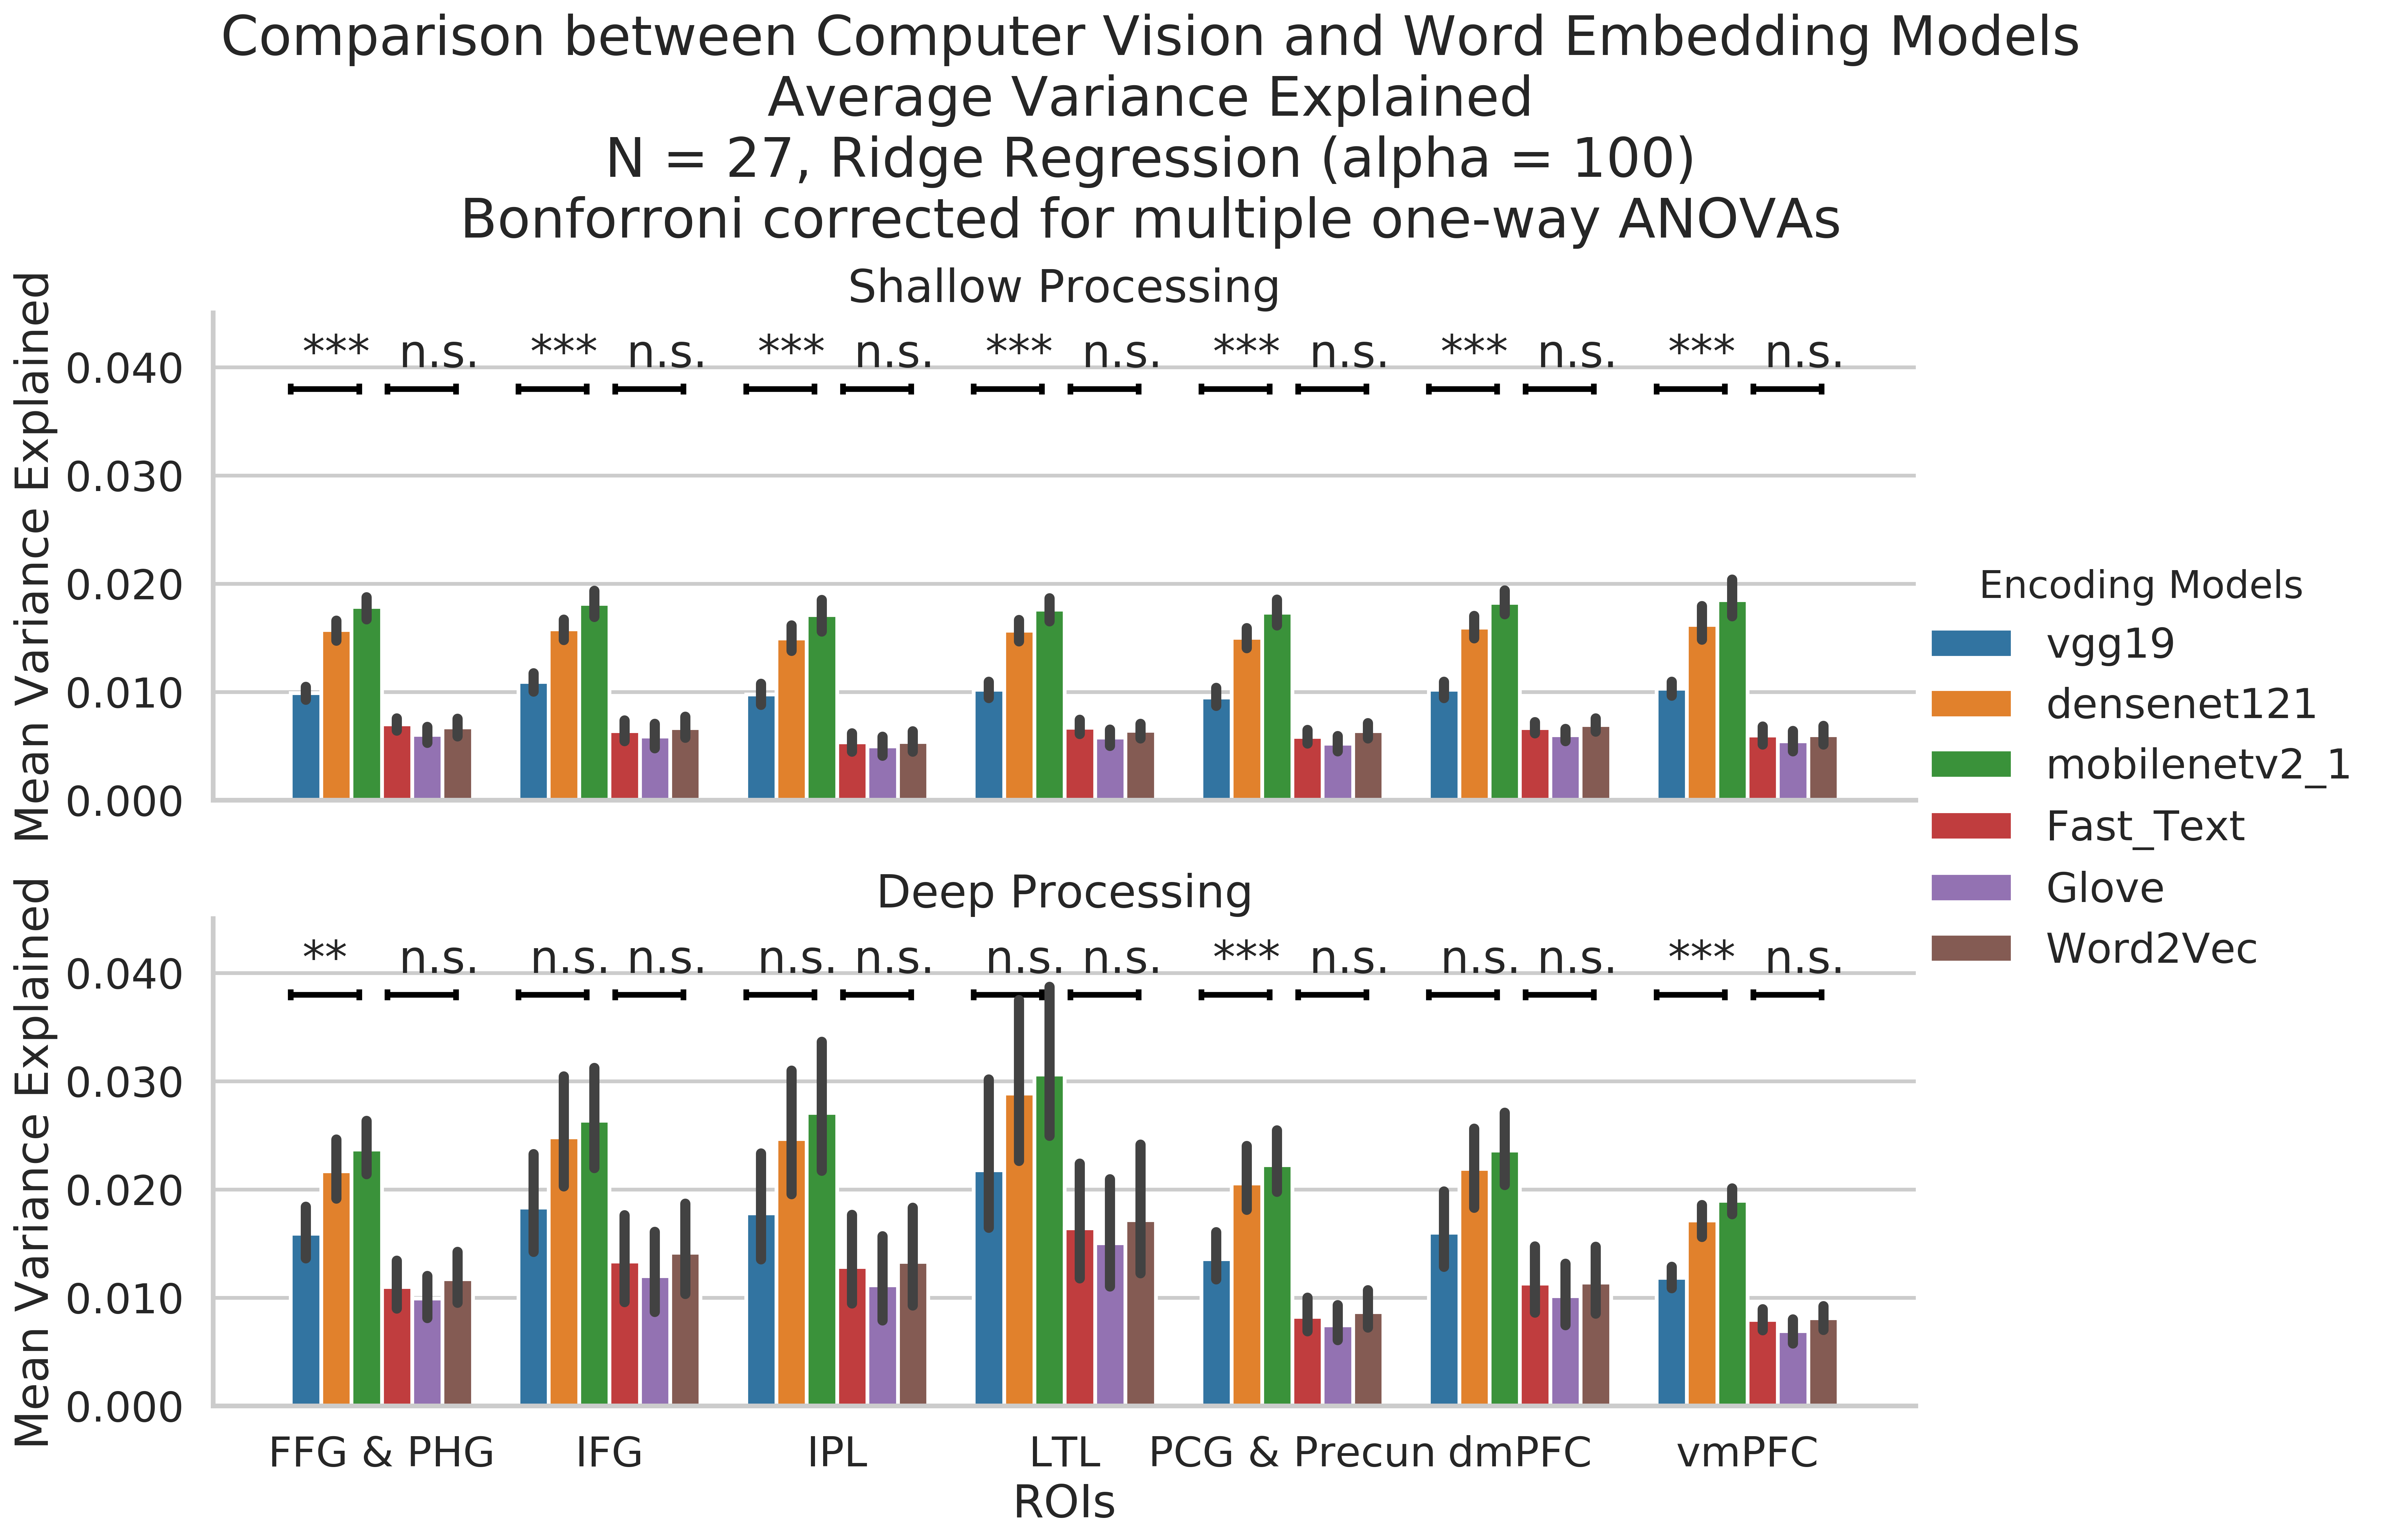 Comparison between Computer Vision and Word Embedding Models
Average Variance Explained
N = 27, Ridge Regression (alpha = 100)
Bonforroni corrected for multiple one-way ANOVAs
Shallow Processing
Mean Variance Explained
*** n.s. *** n.s. *** n.s. *** n.s. *** n.s. *** n.s. *** n.s.
0.040
0.030
0.020
0.010
0.000
Encoding Models
vgg19
densenet121
mobilenetv2_1
Fast_Text
Glove
Word2Vec
Deep Processing
Mean Variance Explained
** n.s. n.s. n.s. n.s. n.s. n.s. n.s. *** n.s. n.s. n.s. *** n.s.
0.040
0.030
0.020
0.010
0.000
FFG & PHG IFG IPL LTL PCG & Precun dmPFC vmPFC
ROIs